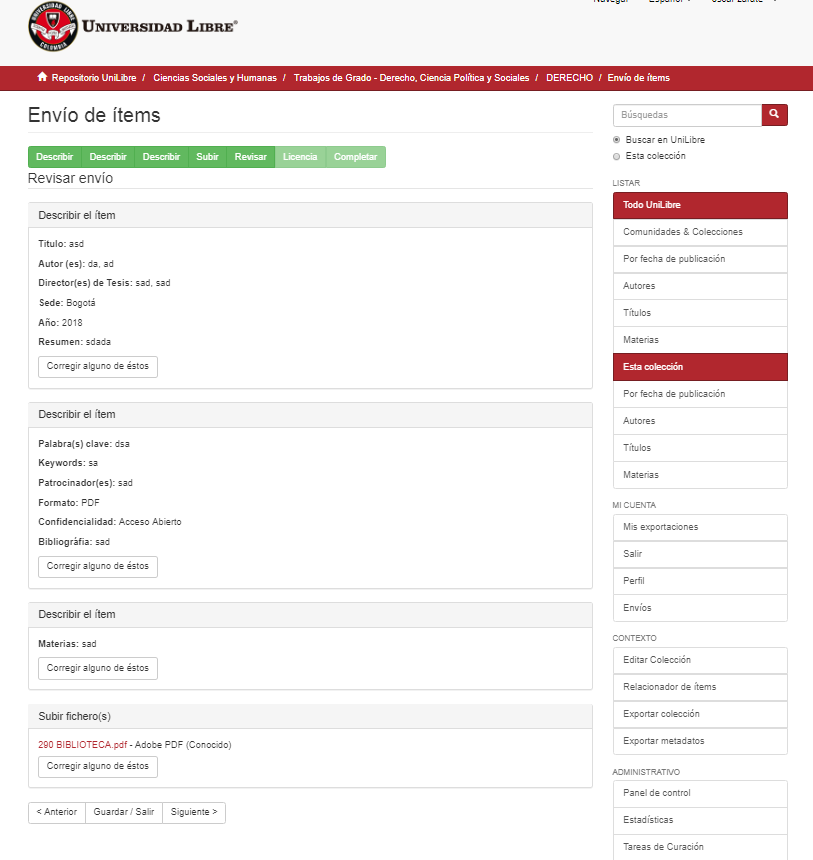 Navegar Español
UNIVERSIDAD LIBRE®
UNIVERSIDAD LIBRE
COLOMBIA
Repositorio UniLibre / Ciencias Sociales y Humanas / Trabajos de Grado - Derecho, Ciencia Política y Sociales / DERECHO / Envío de ítems
Envío de ítems
Describir Describir Describir Subir Revisar Licencia Completar
Revisar envío
Describir el ítem
Titulo: asd
Autor (es): da, ad
Director(es) de Tesis: sad, sad
Sede: Bogotá
Año: 2018
Resumen: sdada
Corregir alguno de éstos
Describir el ítem
Palabra(s) clave: dsa
Keywords: sa
Patrocinador(es): sad
Formato: PDF
Confidencialidad: Acceso Abierto
Bibliográfia: sad
Corregir alguno de éstos
Describir el ítem
Materias: sad
Corregir alguno de éstos
Subir fichero(s)
290 BIBLIOTECA.pdf - Adobe PDF (Conocido)
Corregir alguno de éstos
< Anterior Guardar / Salir Siguiente >
Búsquedas
Buscar en UniLibre
Esta colección
LISTAR
Todo UniLibre
Comunidades & Colecciones
Por fecha de publicación
Autores
Títulos
Materias
Esta colección
Por fecha de publicación
Autores
Títulos
Materias
MI CUENTA
Mis exportaciones
Salir
Perfil
Envíos
CONTEXTO
Editar Colección
Relacionador de ítems
Exportar colección
Exportar metadatos
ADMINISTRATIVO
Panel de control
Estadísticas
Tareas de Curación